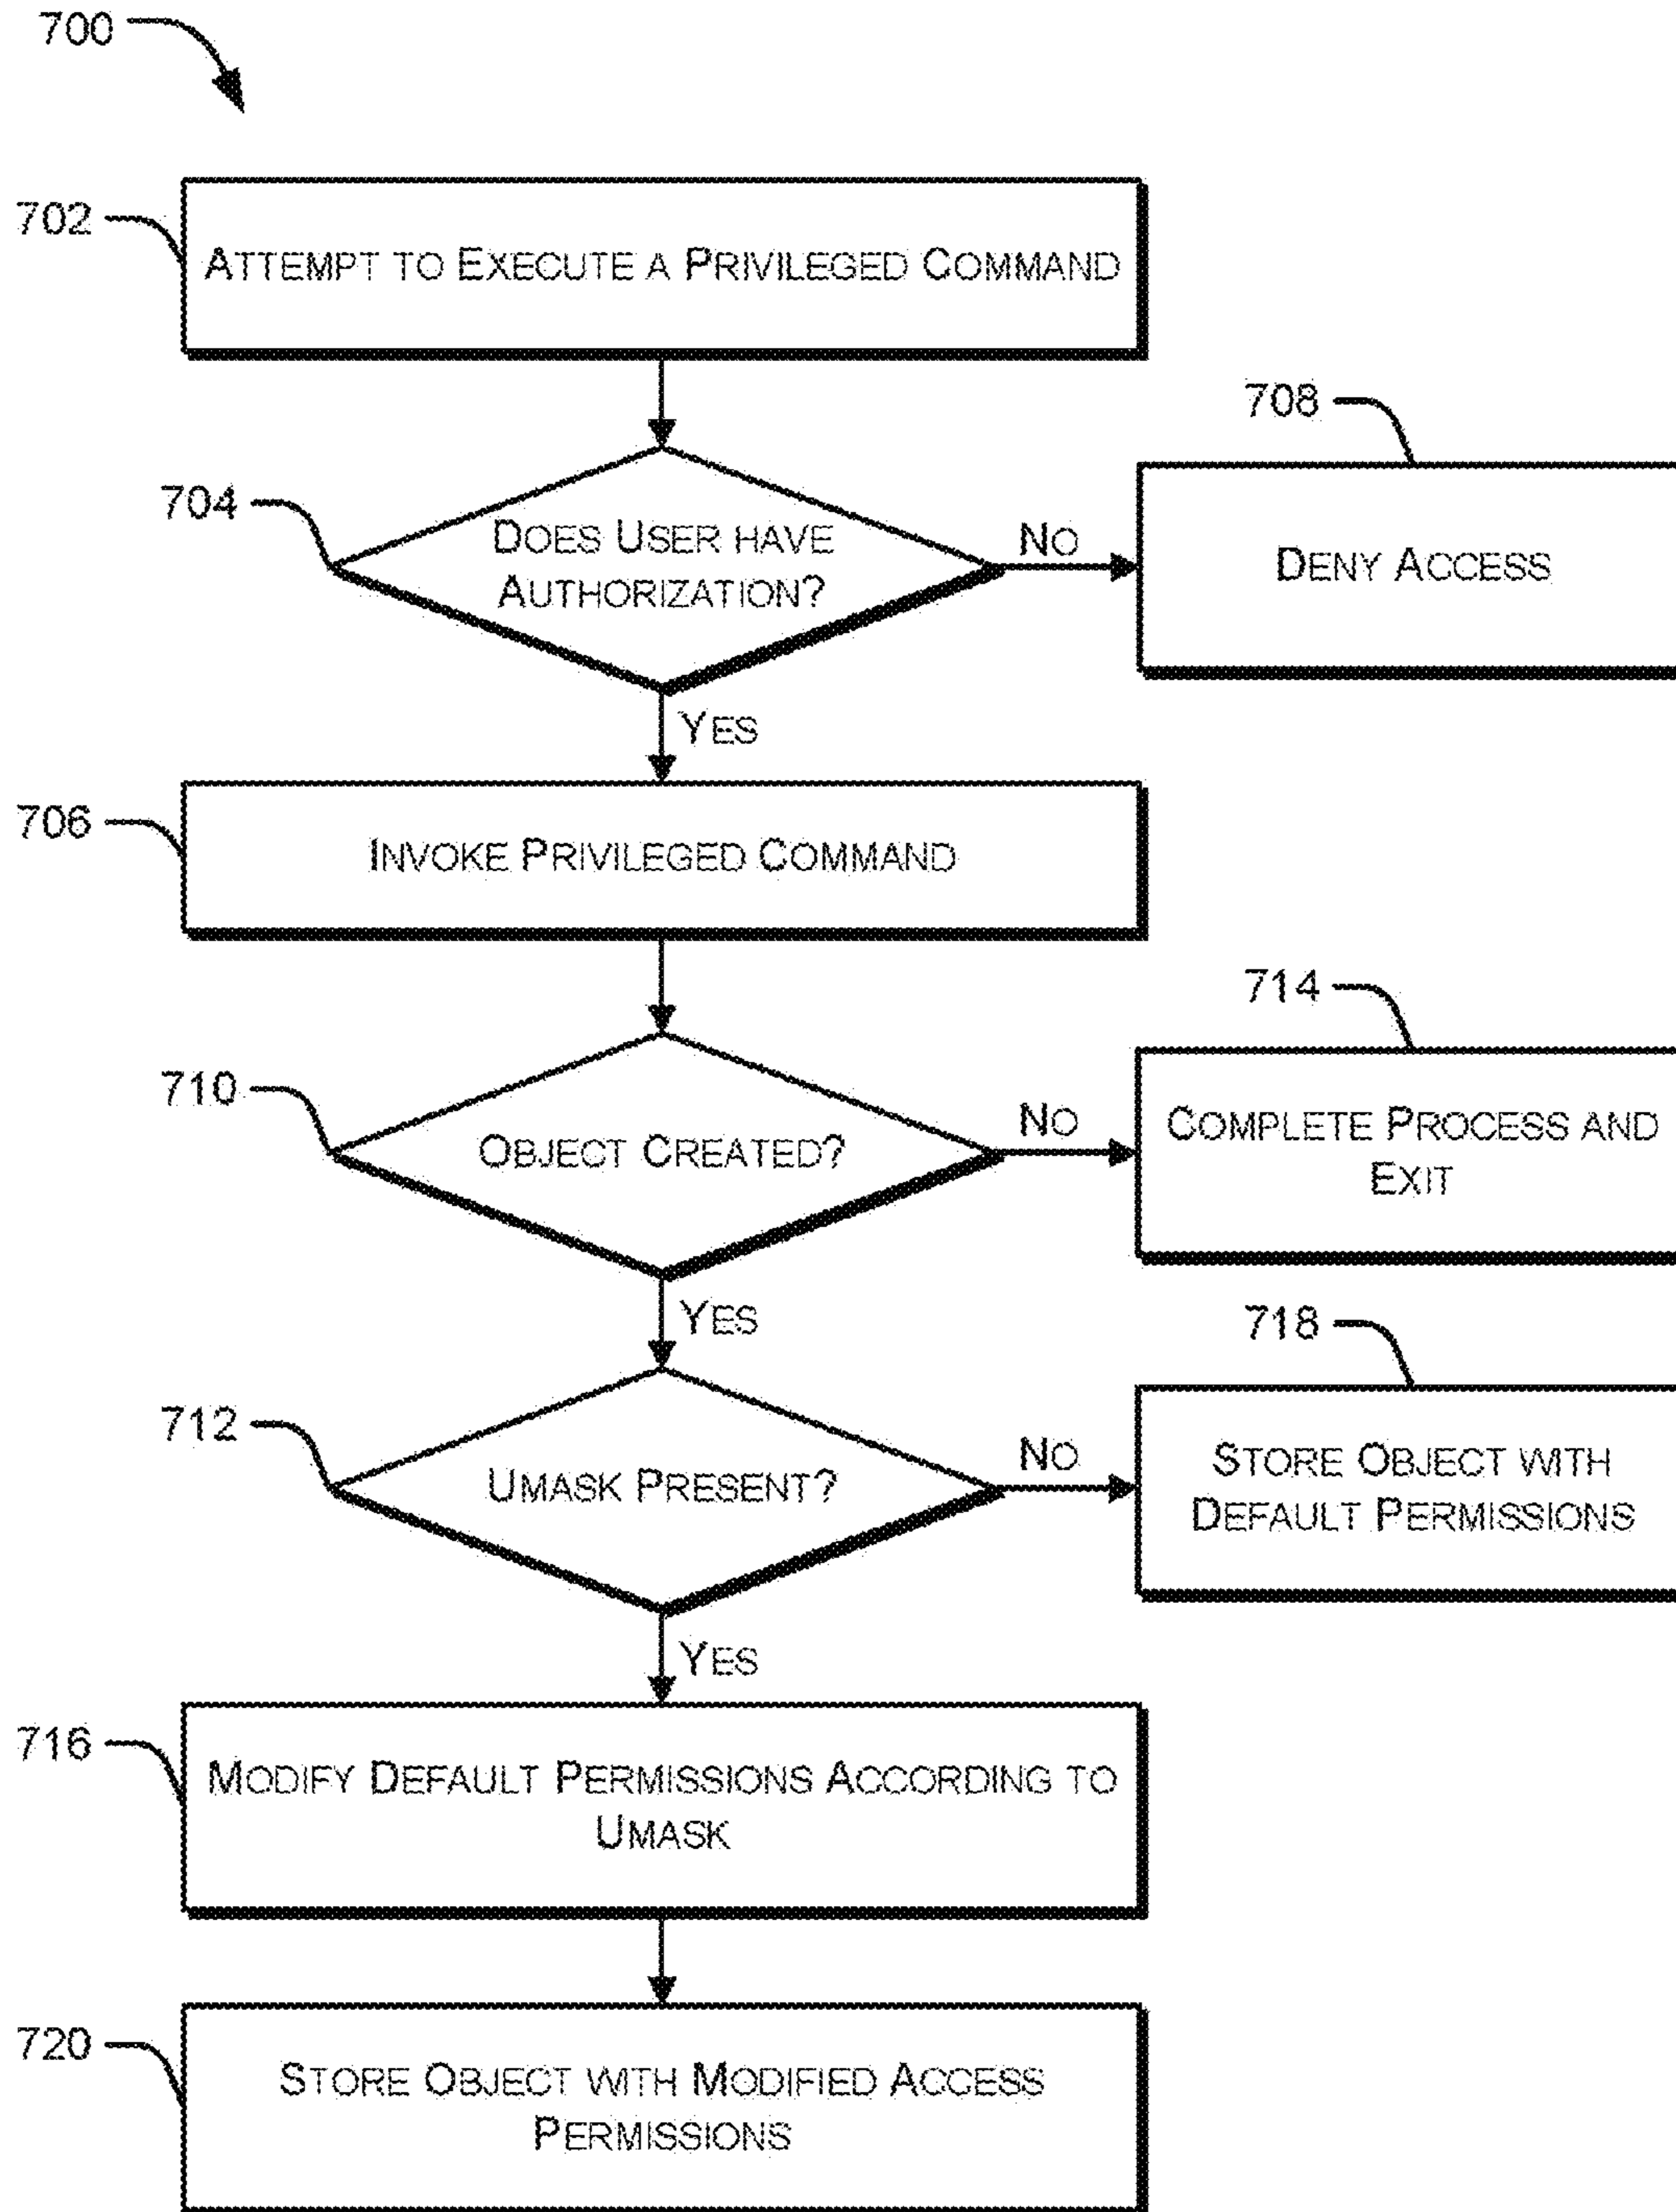 700
702
ATTEMPT TO EXECUTE A PRIVILEGED COMMAND
708
704
DOES USER HAVE
AUTHORIZATION?
NO
DENY ACCESS
YES
706
INVOKE PRIVILEGED COMMAND
714
710
OBJECT CREATED?
NO
COMPLETE PROCESS AND
EXIT
YES
718
712
UMASK PRESENT?
NO
STORE OBJECT WITH
DEFAULT PERMISSIONS
YES
716
MODIFY DEFAULT PERMISSIONS ACCORDING TO
UMASK
720
STORE OBJECT WITH MODIFIED ACCESS
PERMISSIONS